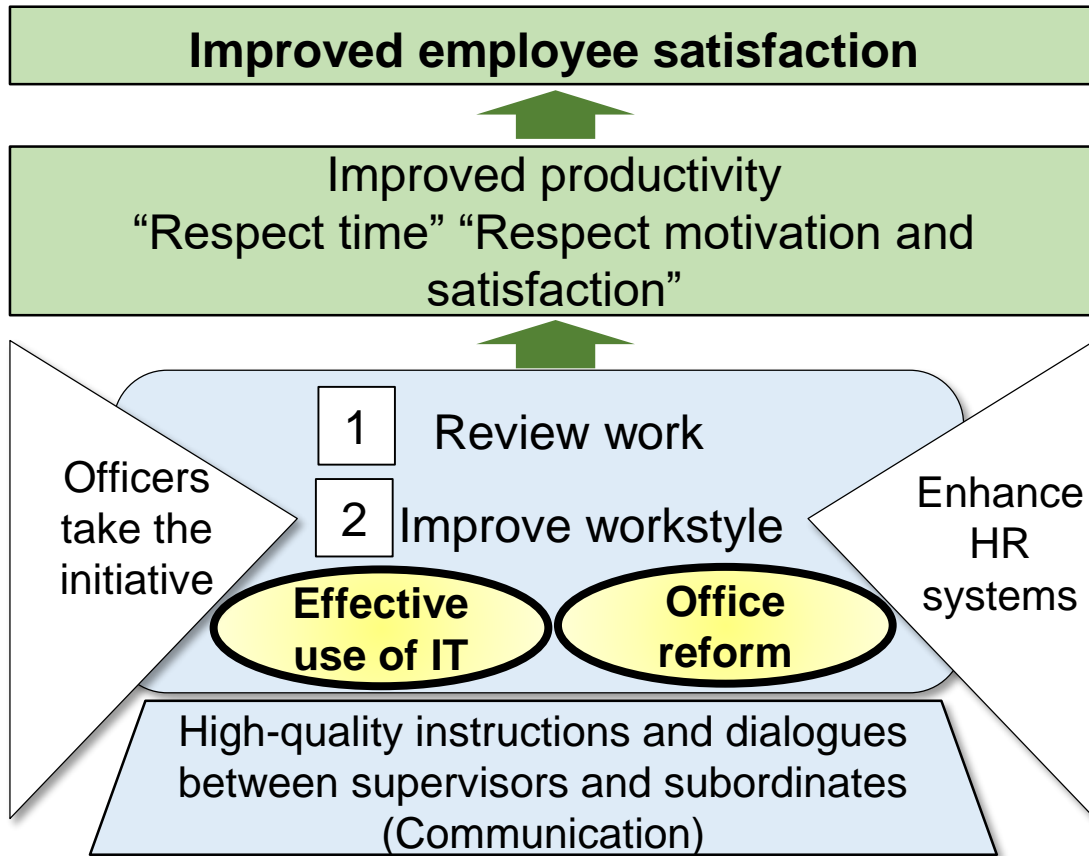 Improved employee satisfaction
Improved productivity
“Respect time” “Respect motivation and
satisfaction”
1
Review work
2
Improve workstyle
Officers
take the
initiative
Enhance
HR
systems
Effective
use of IT
Office
reform
High-quality instructions and dialogues
between supervisors and subordinates
(Communication)